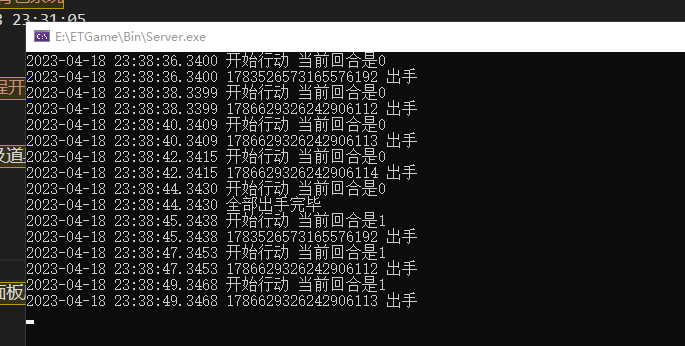 23:31:05
E:\ETGame\Bin\Server.exe
2023-04-18 23:38:36.3400 开始行动 当前回合是0
2023-04-18 23:38:36.3400 1783526573165576192 出手
2023-04-18 23:38:38.3399 开始行动 当前回合是0
2023-04-18 23:38:38.3399 1786629326242906112 出手
2023-04-18 23:38:40.3409 开始行动 当前回合是0
2023-04-18 23:38:40.3409 1786629326242906113 出手
2023-04-18 23:38:42.3415 开始行动 当前回合是0
2023-04-18 23:38:42.3415 1786629326242906114 出手
2023-04-18 23:38:44.3430 开始行动 当前回合是0
2023-04-18 23:38:44.3430 全部出手完毕
2023-04-18 23:38:45.3438 开始行动 当前回合是1
2023-04-18 23:38:45.3438 1783526573165576192 出手
2023-04-18 23:38:47.3453 开始行动 当前回合是1
2023-04-18 23:38:47.3453 1786629326242906112 出手
2023-04-18 23:38:49.3468 开始行动 当前回合是1
2023-04-18 23:38:49.3468 1786629326242906113 出手
程开
及道
面板